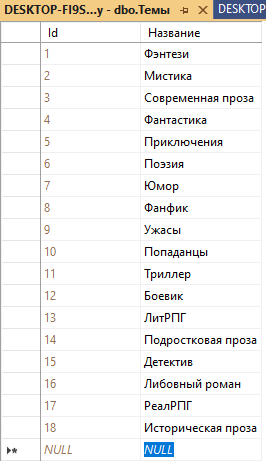 DESKTOP-FI9S...y - dbo.Темы DESKTOP
Id Название
1 Фэнтези
2 Мистика
3 Современная проза
4 Фантастика
5 Приключения
6 Поэзия
7 Юмор
8 Фанфик
9 Ужасы
10 Попаданцы
11 Триллер
12 Боевик
13 ЛитРПГ
14 Подростковая проза
15 Детектив
16 Либовный роман
17 РеалРПГ
18 Историческая проза
NULL NULL